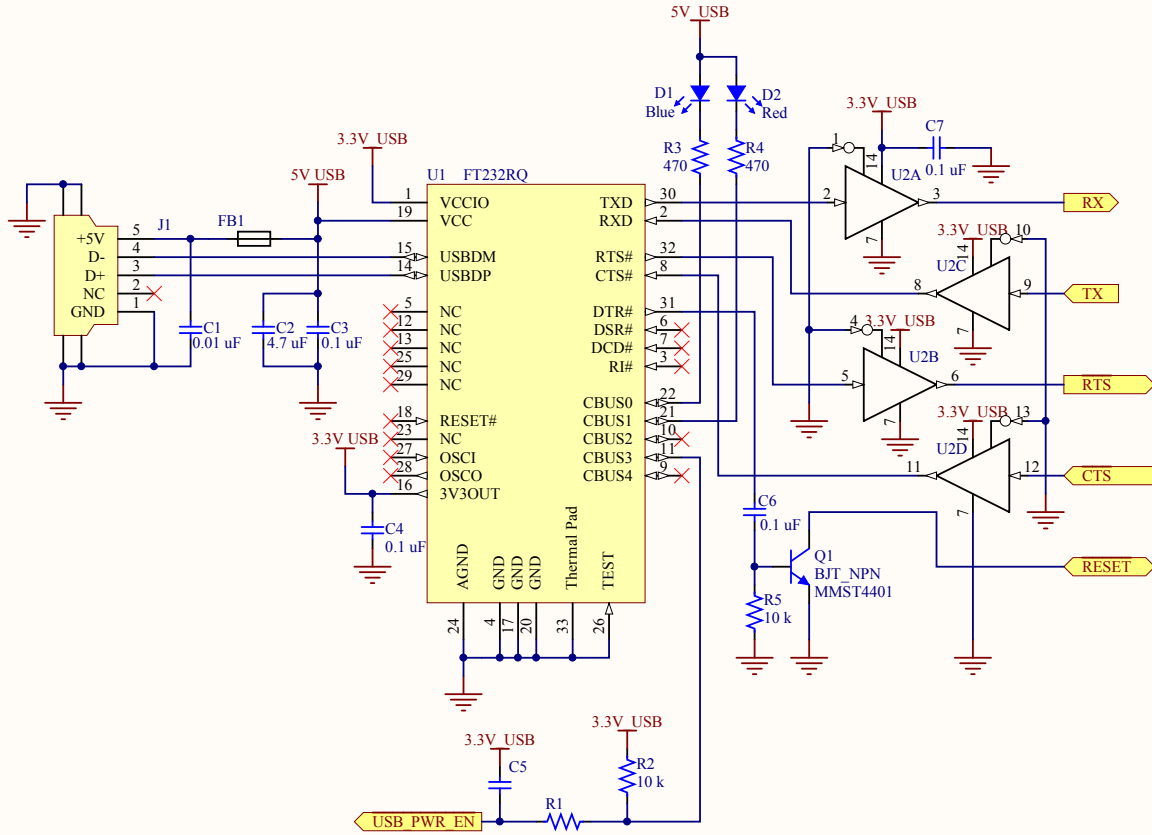 5V_USB
D1
Blue
D2
Red
R3
470
R4
470
3.3V_USB
C7
0.1 uF
1
14
U2A
2
3
7
RX
3.3V_USB
5V USB
U1 FT232RQ
J1
FB1
+5V 5
D- 4
D+ 3
NC 2
GND 1
C1
0.01 uF
C2
4.7 uF
C3
0.1 uF
1 VCCIO
19 VCC
15 USBDM
14 USBDP
5 NC
12 NC
13 NC
25 NC
29 NC
18 RESET#
23 NC
27 OSCI
28 OSCO
16 3V3OUT
3.3V USB
C4
0.1 uF
TXD 30
RXD 2
RTS# 32
CTS# 8
DTR# 31
DSR# 6
DCD# 7
RI# 3
CBUS0 22
CBUS1 21
CBUS2 10
CBUS3 11
CBUS4 9
AGND
GND
GND
GND
Thermal Pad
TEST
24
4
17
20
33
26
3.3V_USB
10
14
U2C
8
9
7
TX
4
3.3V_USB
14
U2B
5
6
7
RTS
3.3V_USB
13
14
U2D
11
12
7
CTS
C6
0.1 uF
Q1
BJT_NPN
MMST4401
R5
10 k
RESET
3.3V_USB
C5
3.3V_USB
R2
10 k
R1
USB_PWR_EN